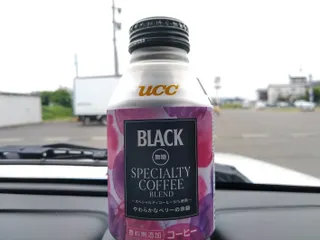 ucc
BLACK
無糖
SPECIALTY
COFFEE
BLEND
やわらかなベリーの余韻
香料無添加 コーヒー